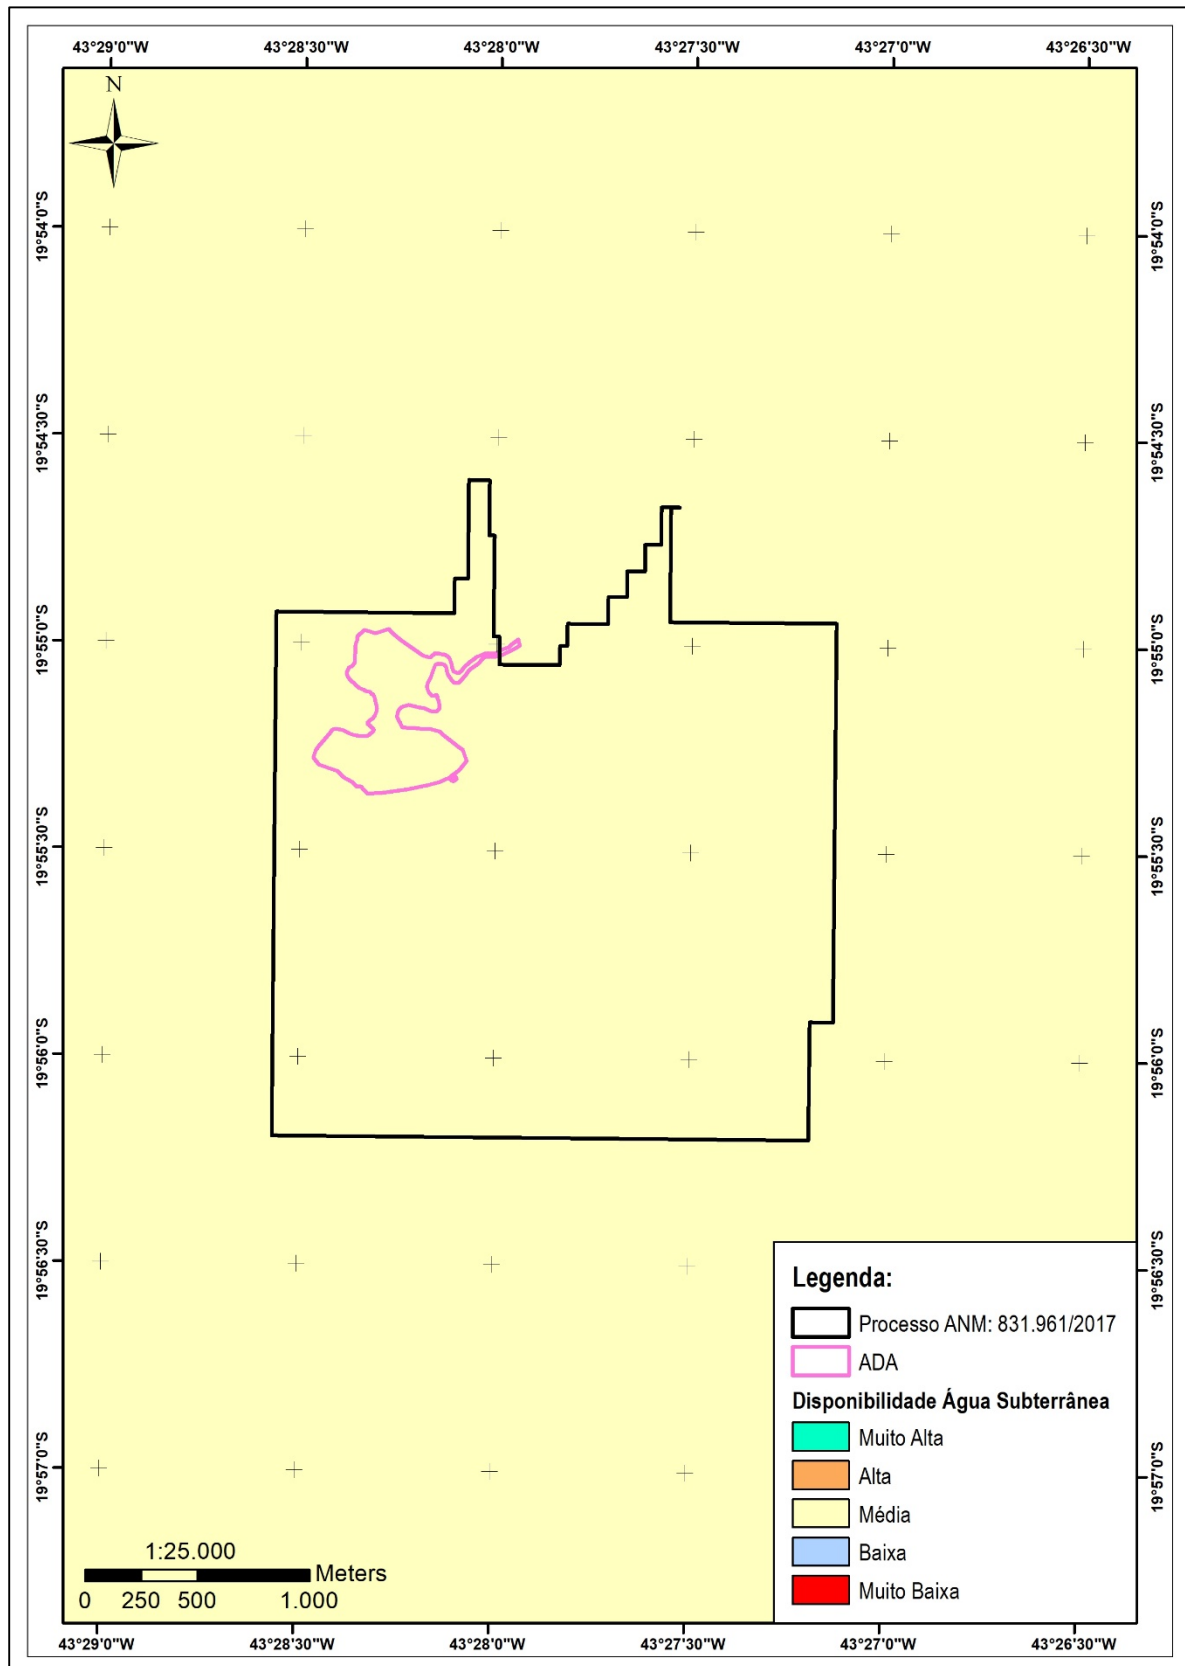 43°29'0"W 43°28'30"W 43°28'0"W 43°27'30"W 43°27'0"W 43°26'30"W
N
19°54'0"S 19°54'0"S
19°54'30"S 19°54'30"S
19°55'0"S 19°55'0"S
19°55'30"S 19°55'30"S
19°56'0"S 19°56'0"S
19°56'30"S 19°56'30"S
19°57'0"S 19°57'0"S
Legenda:
Processo ANM: 831.961/2017
ADA
Disponibilidade Água Subterrânea
Muito Alta
Alta
Média
Baixa
Muito Baixa
1:25.000
Meters
0 250 500 1.000
43°29'0"W 43°28'30"W 43°28'0"W 43°27'30"W 43°27'0"W 43°26'30"W